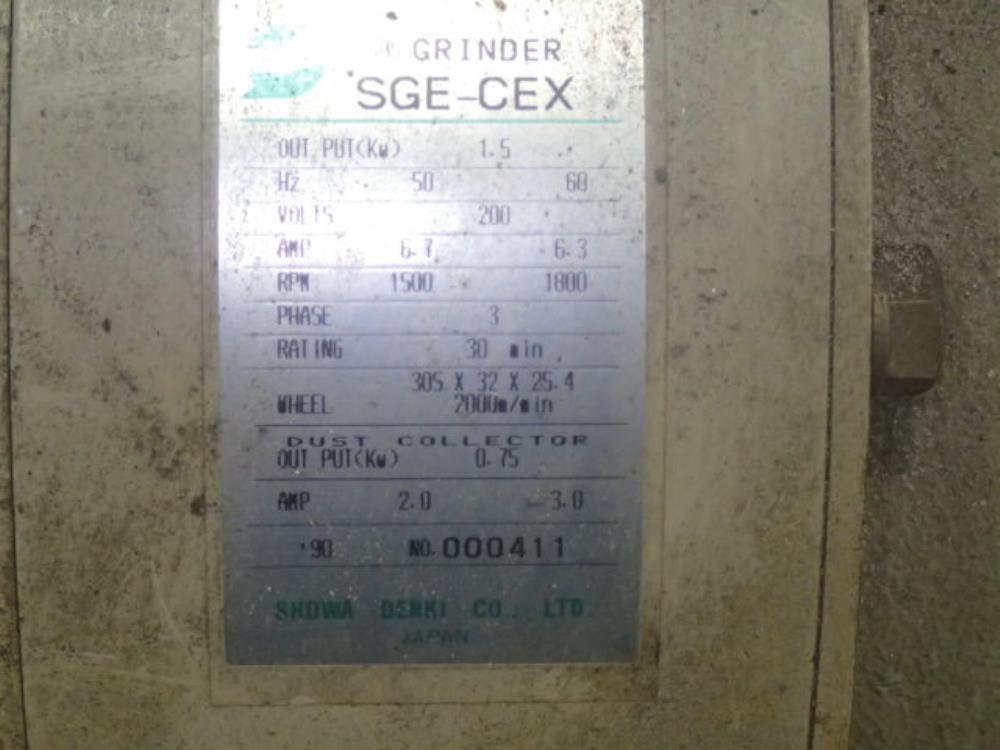 GRINDER
SGE-CEX
OUT PUT(Kw) 1.5
Hz 50 60
VOLTS 200
AMP 6.7 6.3
RPM 1500 1800
PHASE 3
RATING 30 min
305 X 32 X 25.4
WHEEL 2000m/min
DUST COLLECTOR
OUT PUT(Kw) 0.75
AMP 2.0 3.0
'90 NO. 000411
SHOWA DENKI CO., LTD
JAPAN